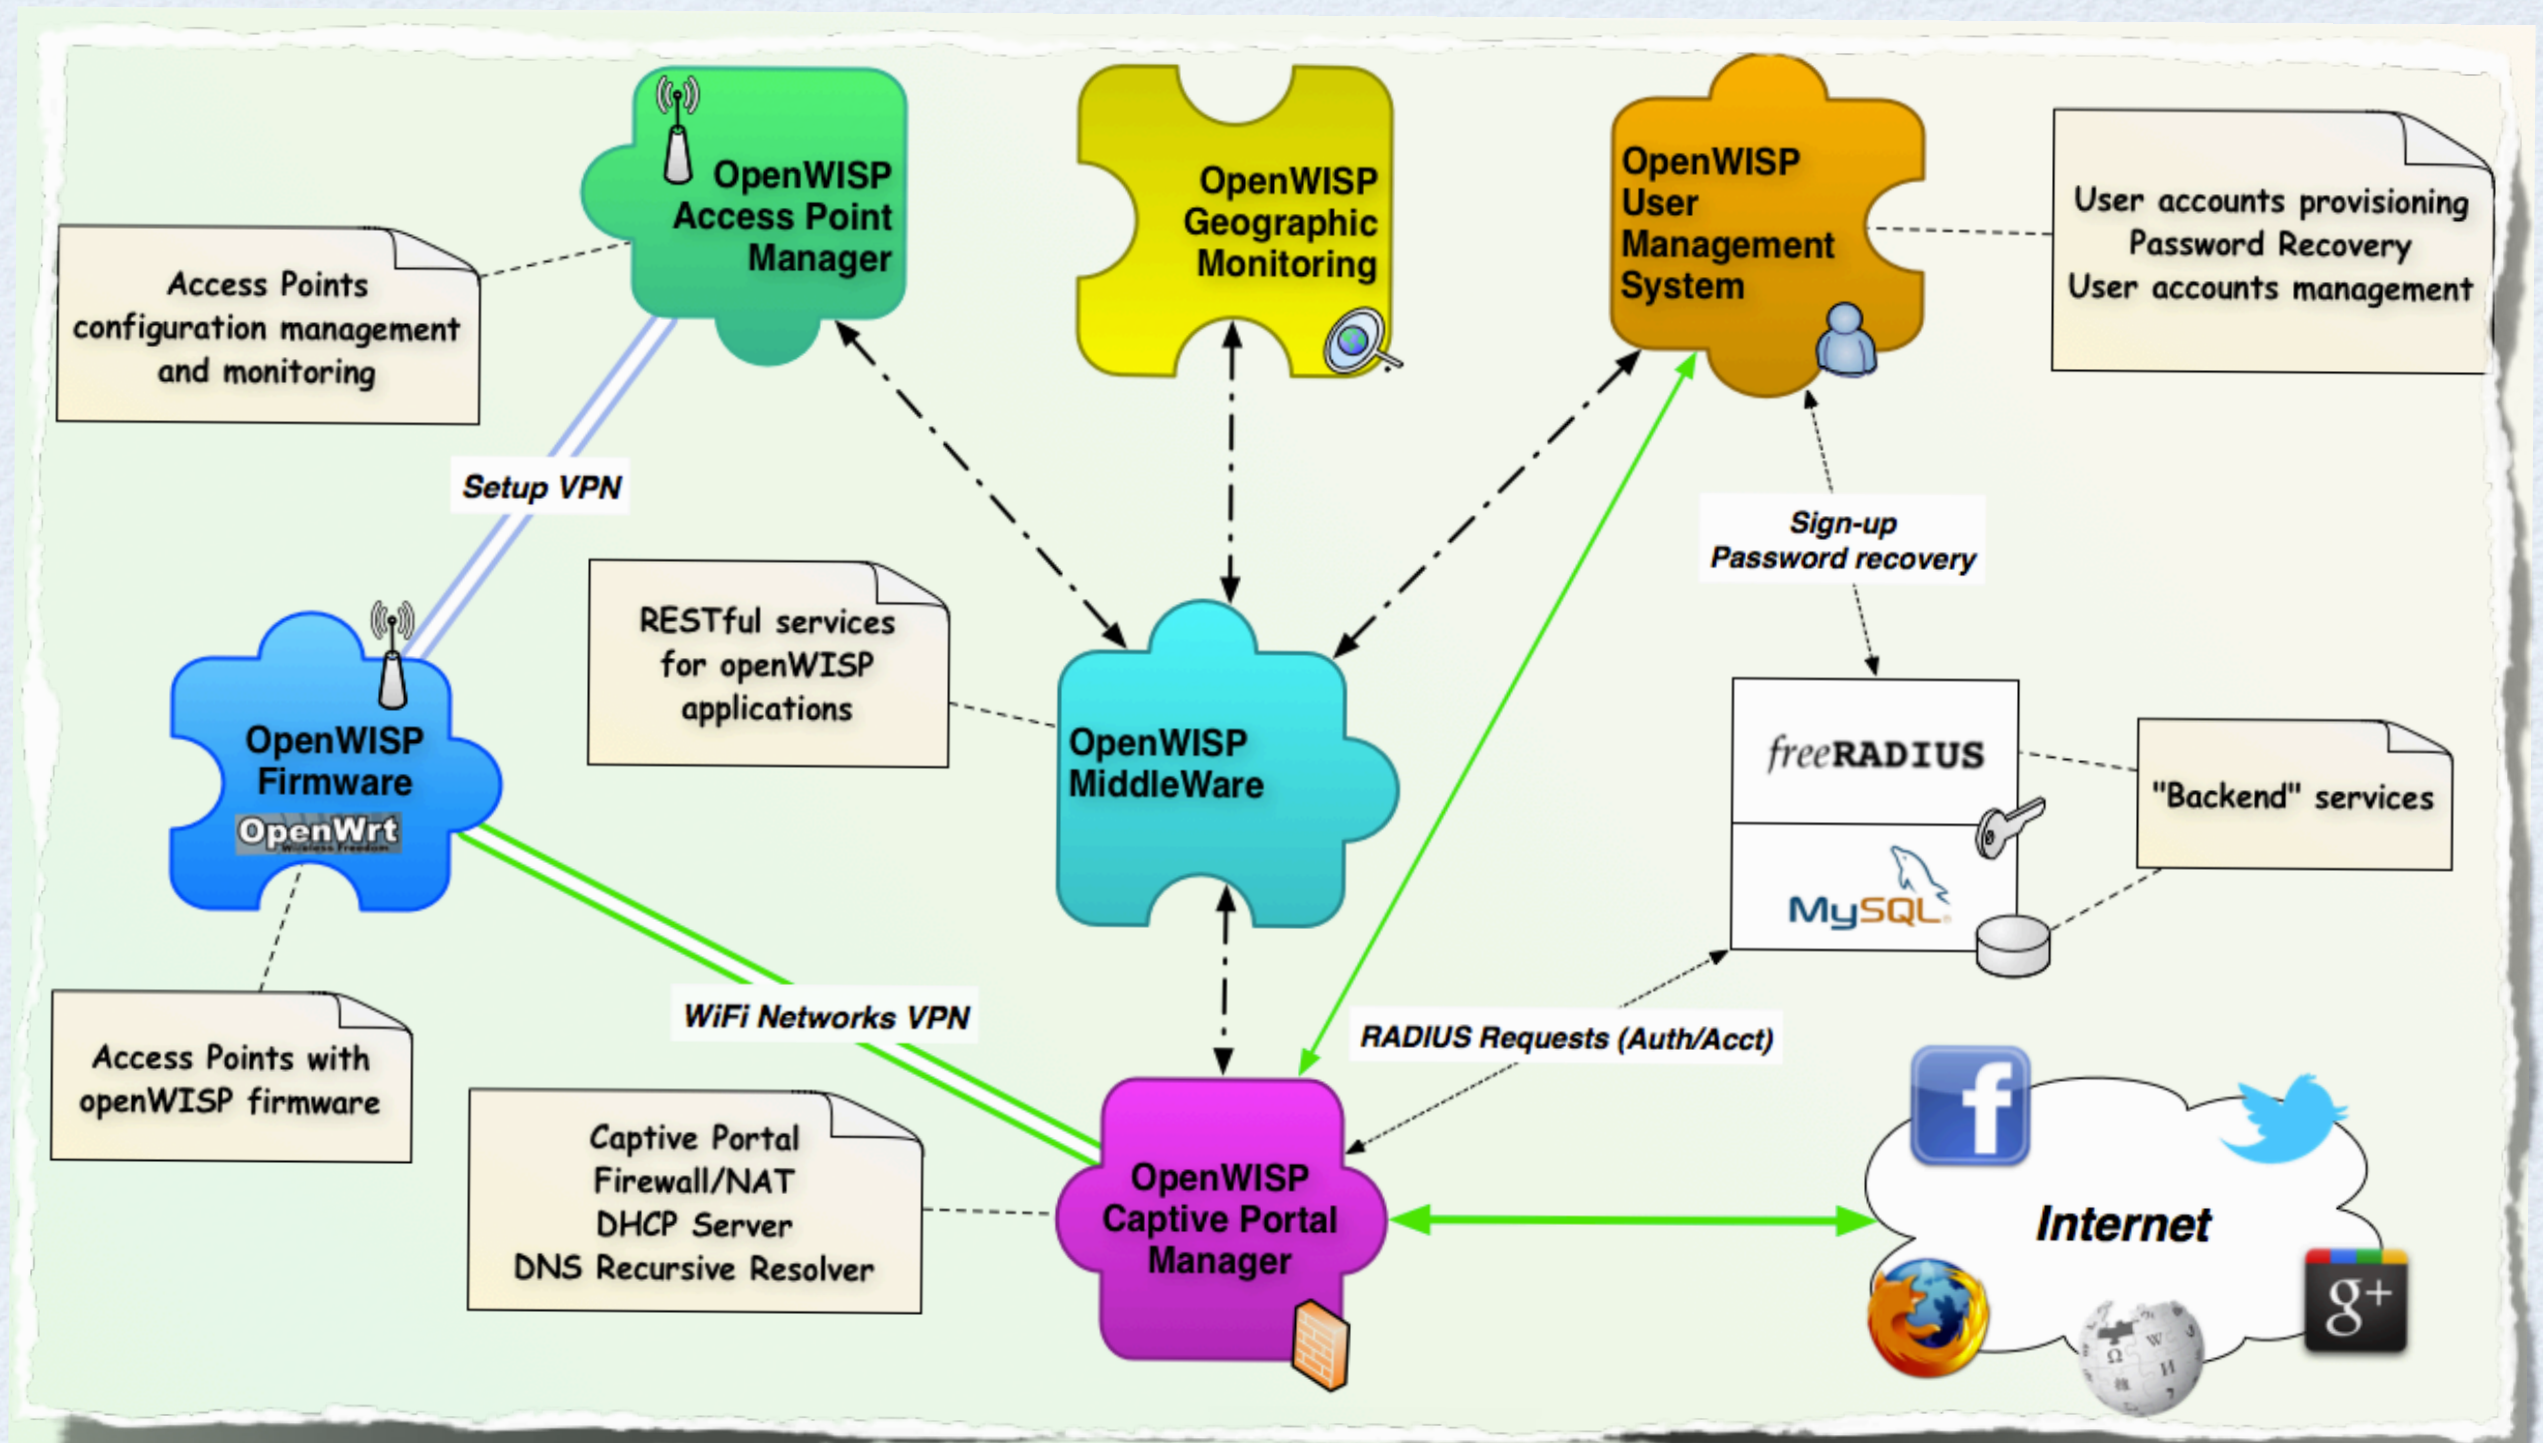 OpenWISP
Access Point
Manager
OpenWISP
Geographic
Monitoring
OpenWISP
User
Management
System
User accounts provisioning
Password Recovery
User accounts management
Access Points
configuration management
and monitoring
Setup VPN
Sign-up
Password recovery
RESTful services
for openWISP
applications
OpenWISP
Firmware
OpenWrt
Wireless Freedom
OpenWISP
MiddleWare
freeRADIUS
MySQL
"Backend" services
WiFi Networks VPN
RADIUS Requests (Auth/Acct)
Access Points with
openWISP firmware
Captive Portal
Firewall/NAT
DHCP Server
DNS Recursive Resolver
OpenWISP
Captive Portal
Manager
f
Internet
g+
Ω W И